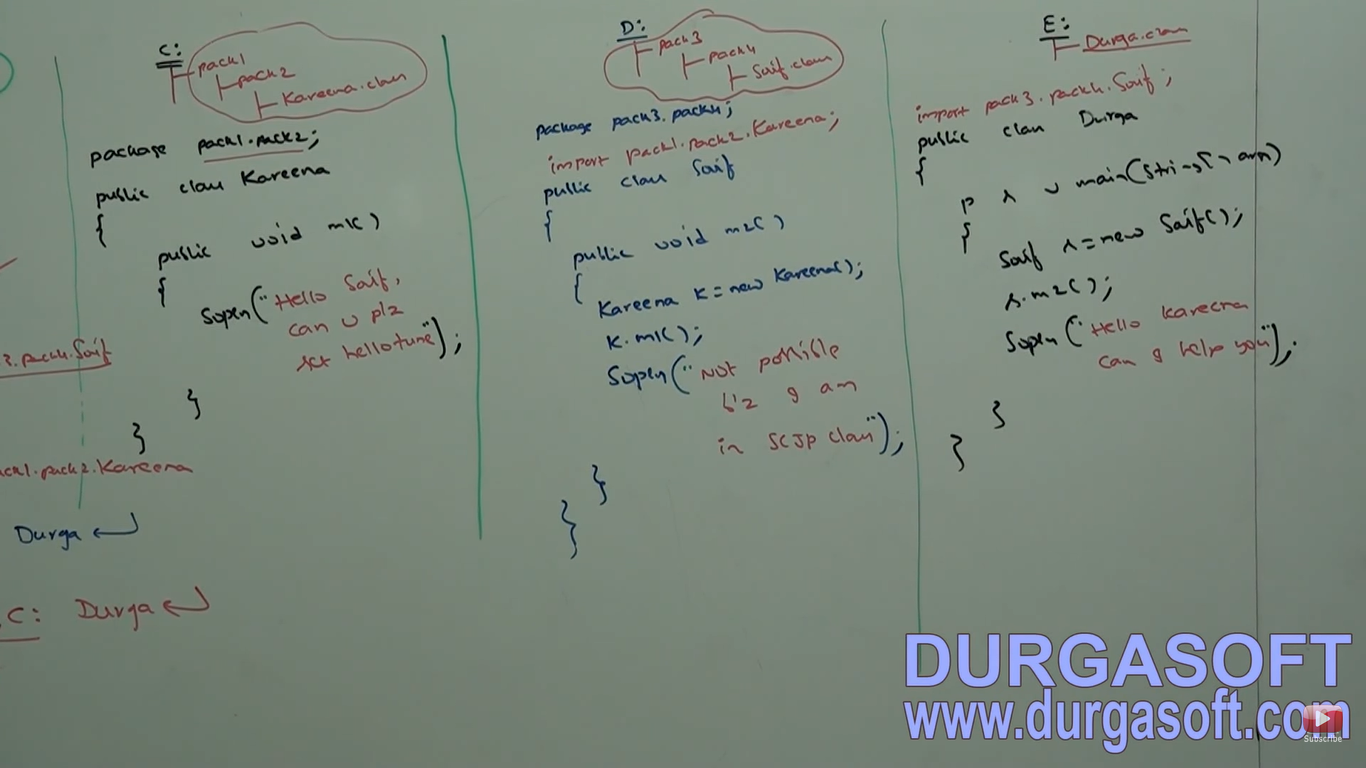 C:
pack1
pack2
Kareena.class
package pack1.pack2;
public class Kareena
{
public void m1()
{
Sopln("Hello Saif,
can u plz
set hellotune");
}
}
3.pack4.Saif
ack1.pack2.Kareena
Durga ↵
C: Durga ↵
D:
pack3
pack4
Saif.class
package pack3.pack4;
import pack1.pack2.Kareena;
public class Saif
{
public void m2()
{
Kareena K=new Kareena();
K.m1();
Sopln("Not possible
b'z I am
in SCJP class");
}
}
E:
Durga.class
import pack3.pack4.Saif;
public class Durga
{
p s v main(String[] args)
{
Saif s=new Saif();
s.m2();
Sopln("Hello kareena
can I help you");
}
}
DURGASOFT
www.durgasoft.com
Subscribe